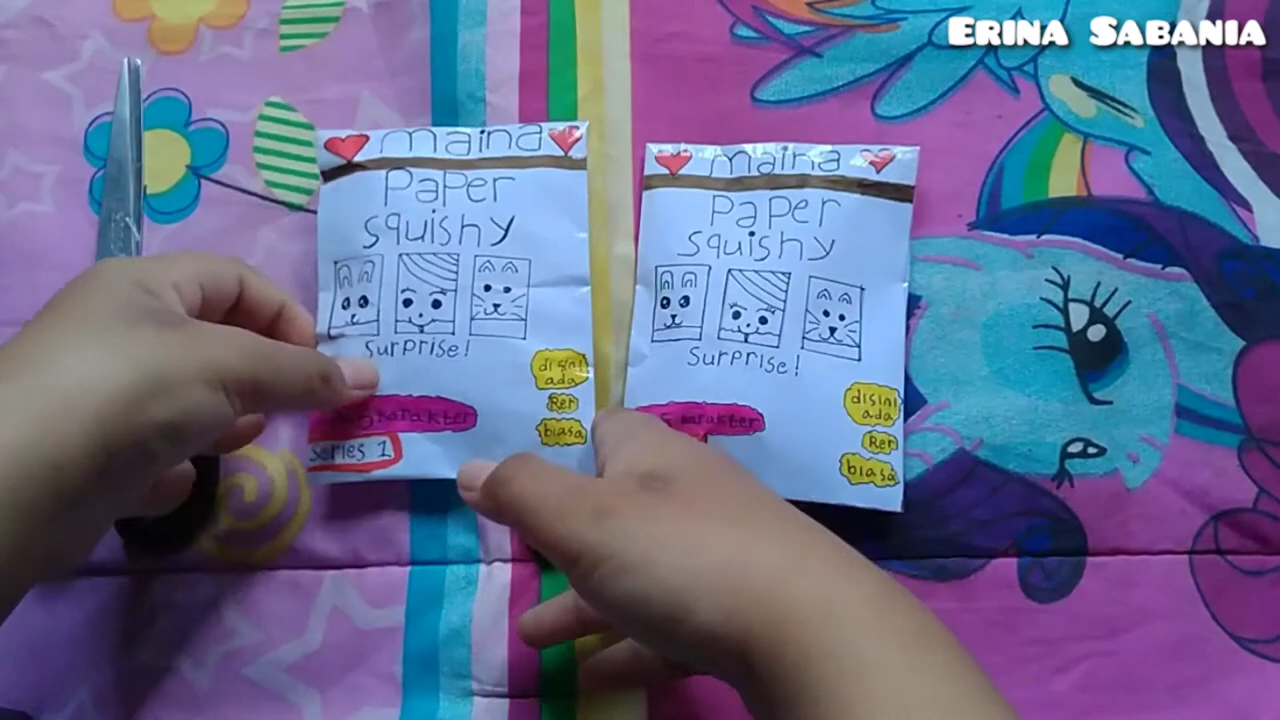 ERINA SABANIA
maina
Paper
squishy
surprise!
disini
ada
Rer
biasa
karakter
Series 1
maina
Paper
squishy
surprise!
disini
ada
Rer
biasa
karakter